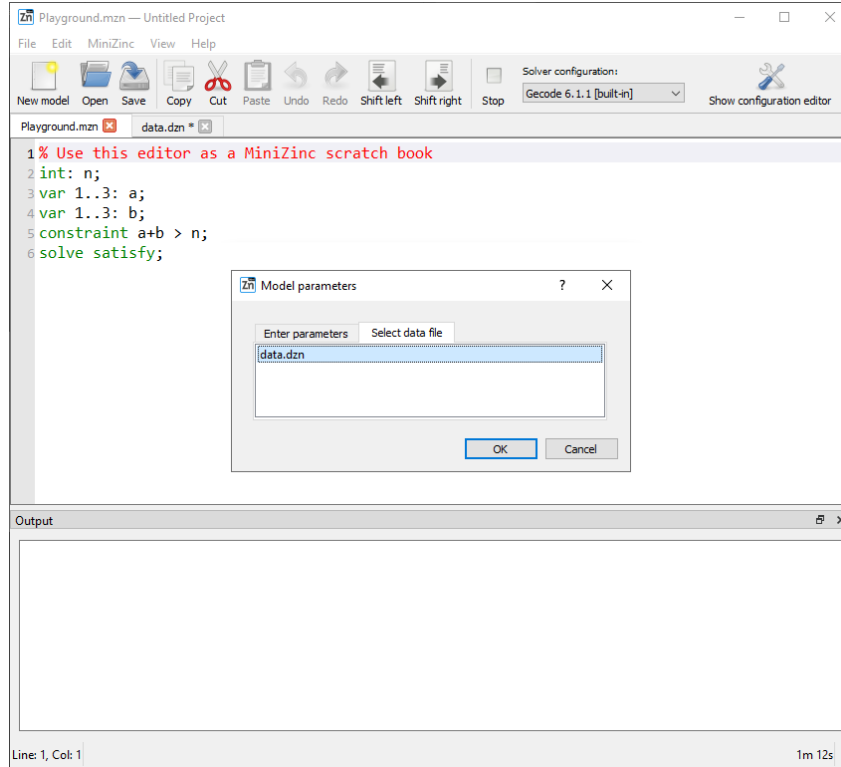 Zn Playground.mzn — Untitled Project
File Edit MiniZinc View Help
New model Open Save Copy Cut Paste Undo Redo Shift left Shift right Stop
Solver configuration:
Gecode 6.1.1 [built-in]
Show configuration editor
Playground.mzn data.dzn *
1 % Use this editor as a MiniZinc scratch book
2 int: n;
3 var 1..3: a;
4 var 1..3: b;
5 constraint a+b > n;
6 solve satisfy;
Zn Model parameters ?
Enter parameters Select data file
data.dzn
OK Cancel
Output
Line: 1, Col: 1 1m 12s